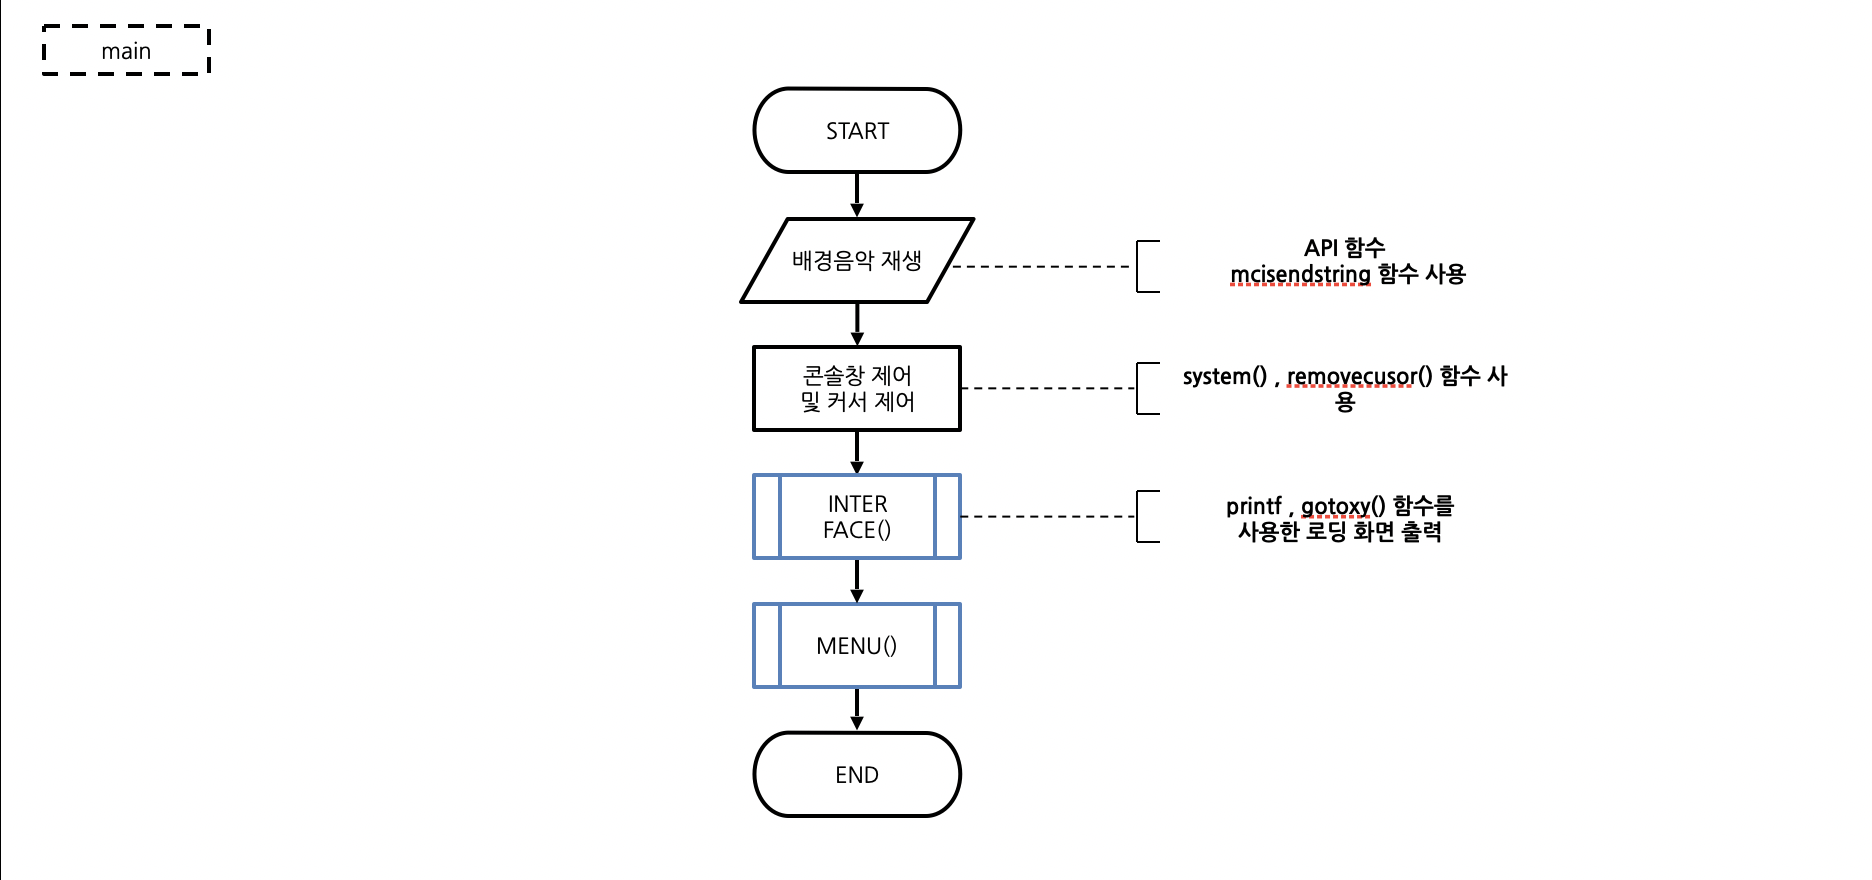 main
START
배경음악 재생
API 함수
mcisendstring 함수 사용
콘솔창 제어
및 커서 제어
system() , removecusor() 함수 사
용
INTER
FACE()
printf , gotoxy() 함수를
사용한 로딩 화면 출력
MENU()
END